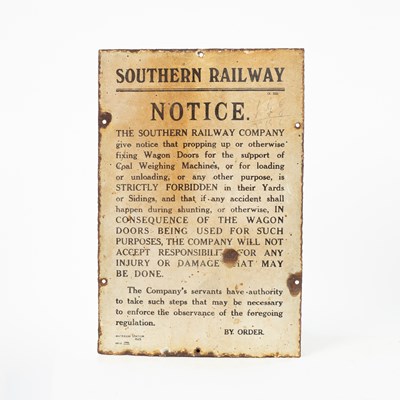 SOUTHERN RAILWAY
NOTICE.
THE SOUTHERN RAILWAY COMPANY
give notice that propping up or otherwise
fixing Wagon Doors for the support of
Coal Weighing Machines, or for loading
or unloading, or any other purpose, is
STRICTLY FORBIDDEN in their Yards
or Sidings, and that if any accident shall
happen during shunting, or otherwise, IN
CONSEQUENCE OF THE WAGON
DOORS BEING USED FOR SUCH
PURPOSES, THE COMPANY WILL NOT
ACCEPT RESPONSIBILIT FOR ANY
INJURY OR DAMAGE THAT MAY
BE DONE.
The Company's servants have authority
to take such steps that may be necessary
to enforce the observance of the foregoing
regulation.
BY ORDER.